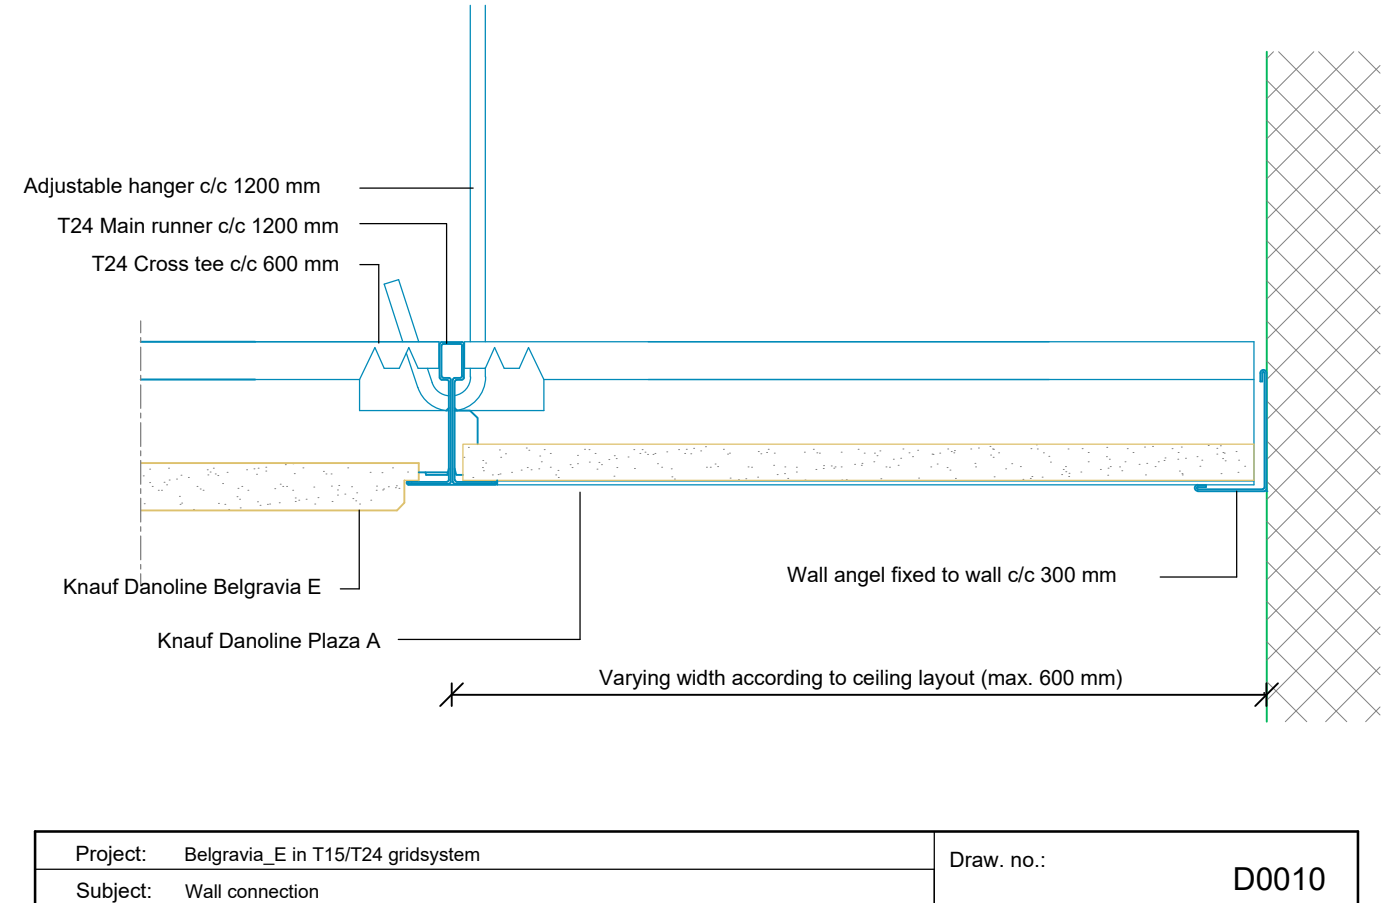 Adjustable hanger c/c 1200 mm
T24 Main runner c/c 1200 mm
T24 Cross tee c/c 600 mm
Knauf Danoline Belgravia E
Wall angel fixed to wall c/c 300 mm
Knauf Danoline Plaza A
Varying width according to ceiling layout (max. 600 mm)
Project: Belgravia_E in T15/T24 gridsystem
Draw. no.:
D0010
Subject: Wall connection